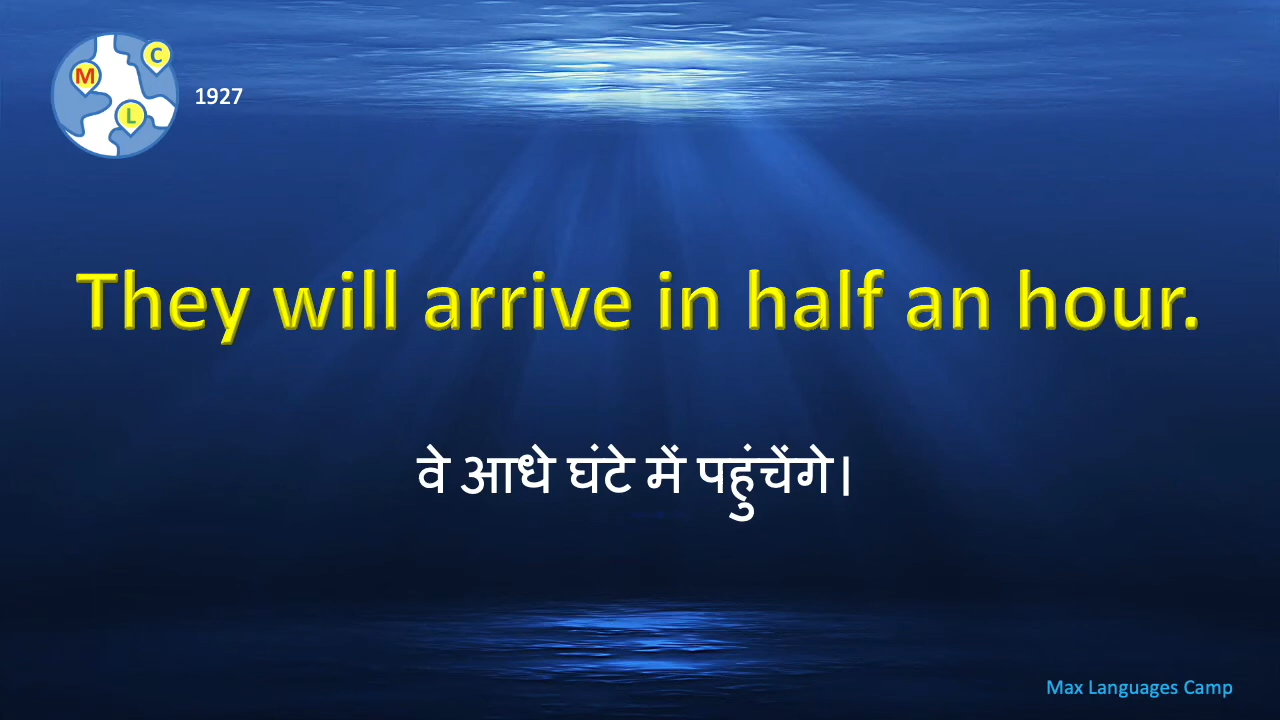 M
C
L
1927
They will arrive in half an hour.
वे आधे घंटे में पहुंचेंगे।
Max Languages Camp